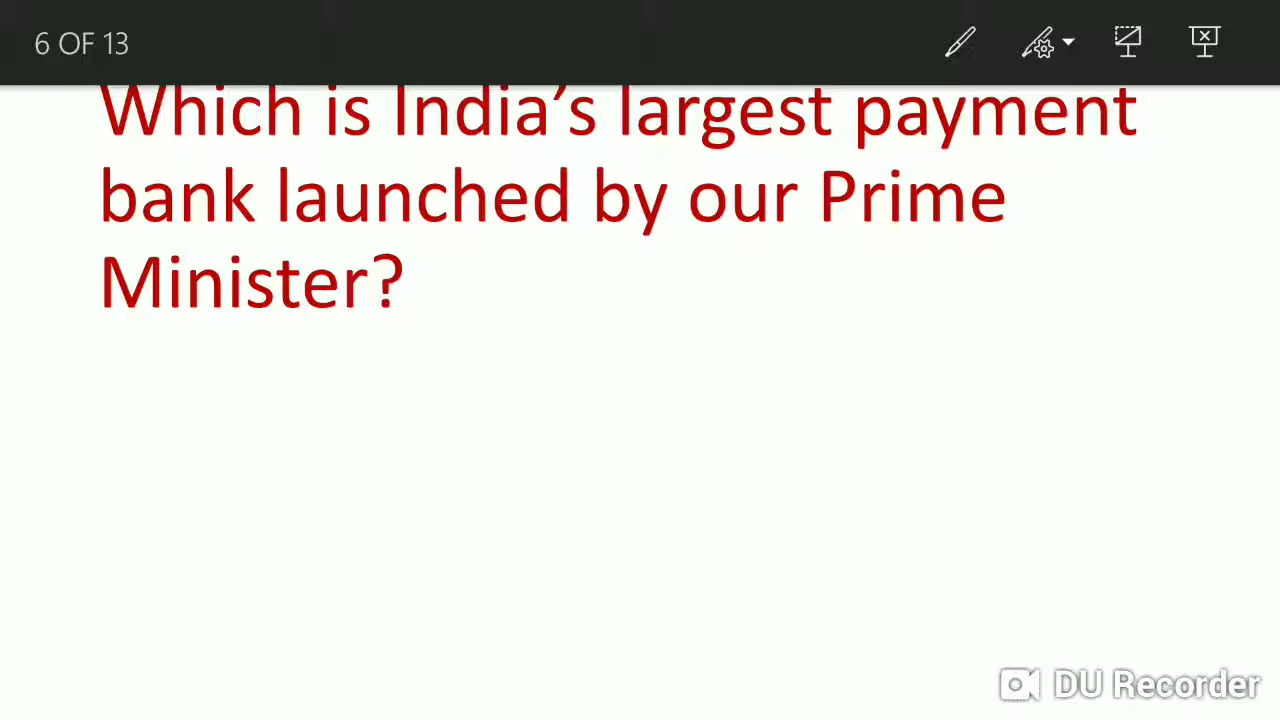 6 OF 13
Which is India's largest payment
bank launched by our Prime
Minister?
DU Recorder